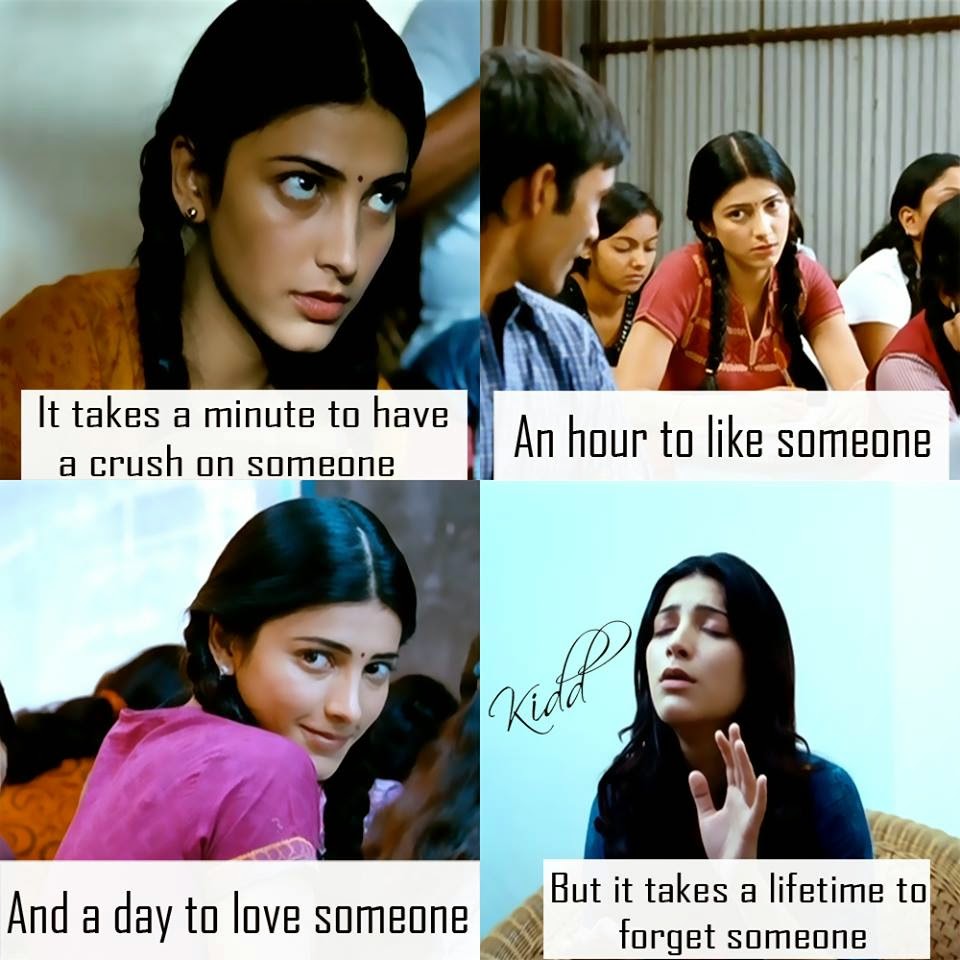 It takes a minute to have
a crush on someone
An hour to like someone
And a day to love someone
Kidd
But it takes a lifetime to
forget someone